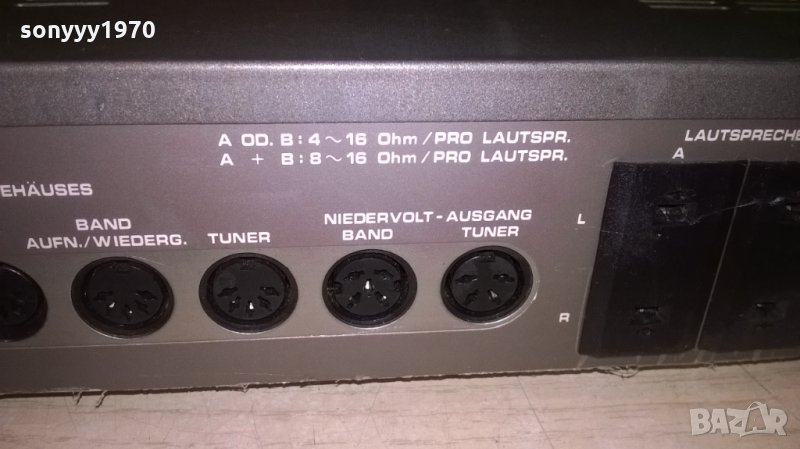 sonyyy1970
A OD. B: 4~16 Ohm/PRO LAUTSPR.
A + B: 8~16 Ohm/PRO LAUTSPR.
LAUTSPRECHE
A
EHÄUSES
BAND
AUFN./WIEDERG.
TUNER
NIEDERVOLT-AUSGANG
BAND TUNER
L
R
BAZAR